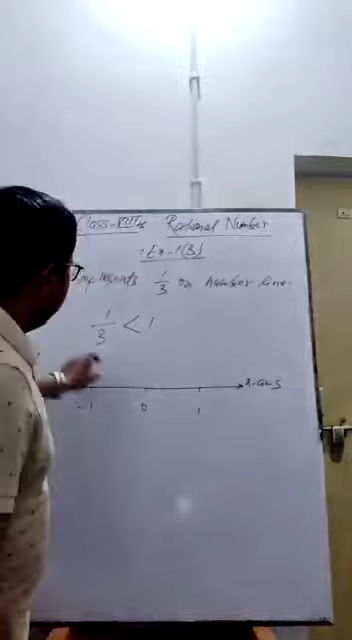 Class-VIII Rational Number
: Ex-1(B)
represents 1/3 on number line.
1/3 < 1
-1 0 1 x-axis